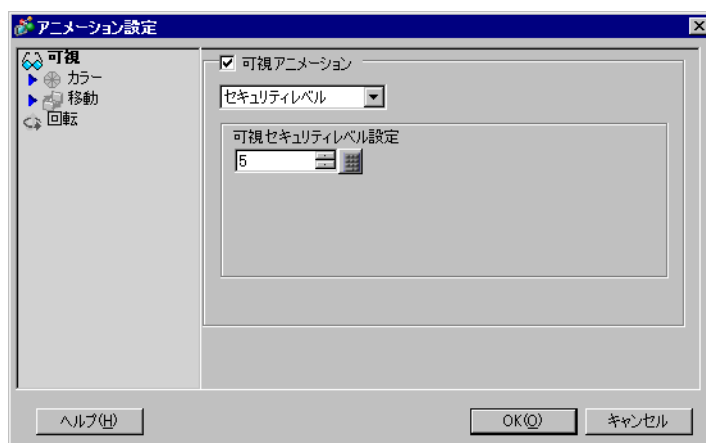 アニメーション設定
可視
カラー
移動
回転
可視アニメーション
セキュリティレベル
可視セキュリティレベル設定
5
ヘルプ(H)
OK(O)
キャンセル